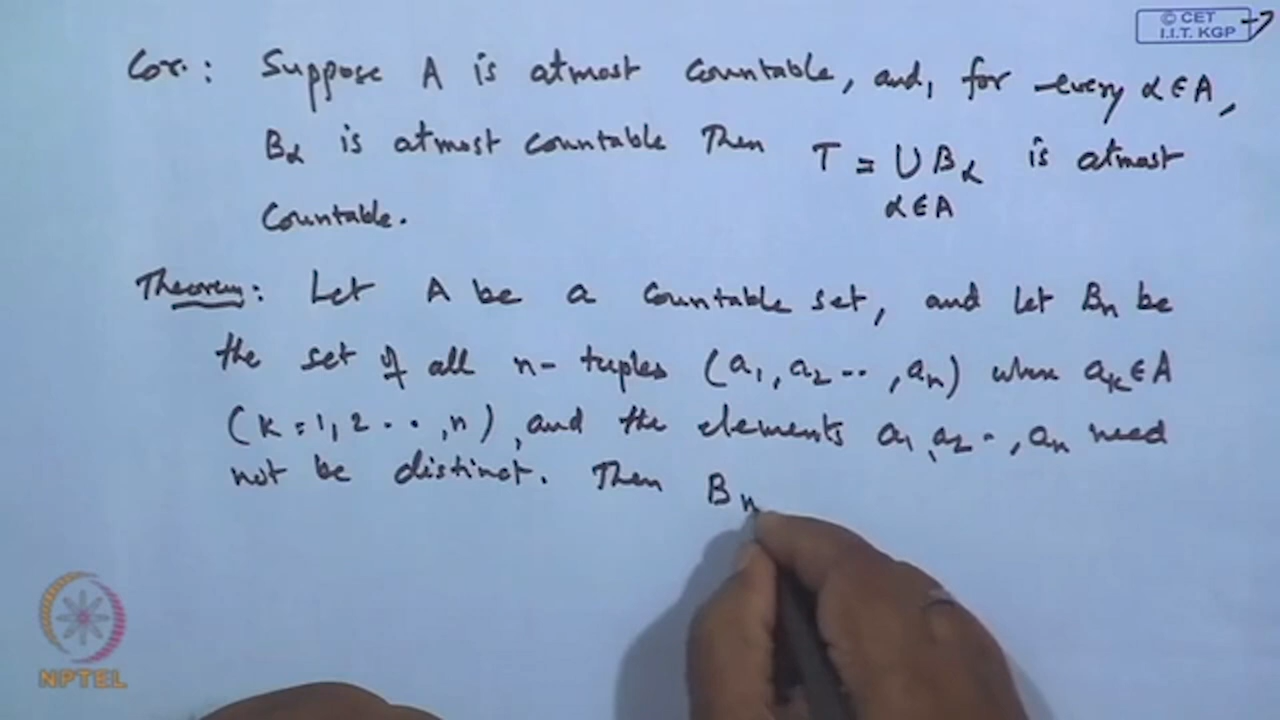 © CET
I.I.T. KGP
Cor.: Suppose A is atmost countable, and, for every α∈A,
Bα is atmost countable Then T = ∪ Bα is atmost
α∈A
Countable.
Theorem: Let A be a countable set, and let Bn be
the set of all n-tuples (a1, a2 .., an) where ak∈A
(k=1,2...,n), and the elements a1, a2 ., an need
not be distinct. Then Bn
NPTEL